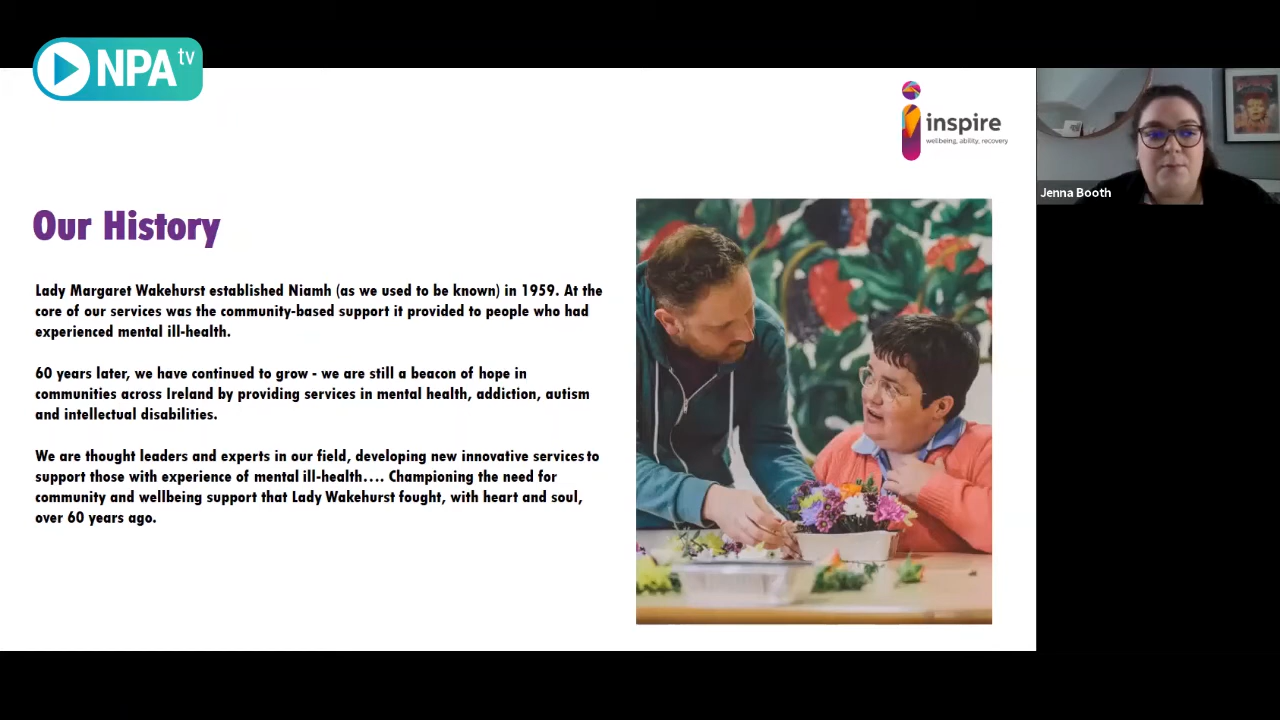 NPA tv
inspire
wellbeing, ability, recovery
Jenna Booth
Our History
Lady Margaret Wakehurst established Niamh (as we used to be known) in 1959. At the
core of our services was the community-based support it provided to people who had
experienced mental ill-health.
60 years later, we have continued to grow - we are still a beacon of hope in
communities across Ireland by providing services in mental health, addiction, autism
and intellectual disabilities.
We are thought leaders and experts in our field, developing new innovative services to
support those with experience of mental ill-health…. Championing the need for
community and wellbeing support that Lady Wakehurst fought, with heart and soul,
over 60 years ago.